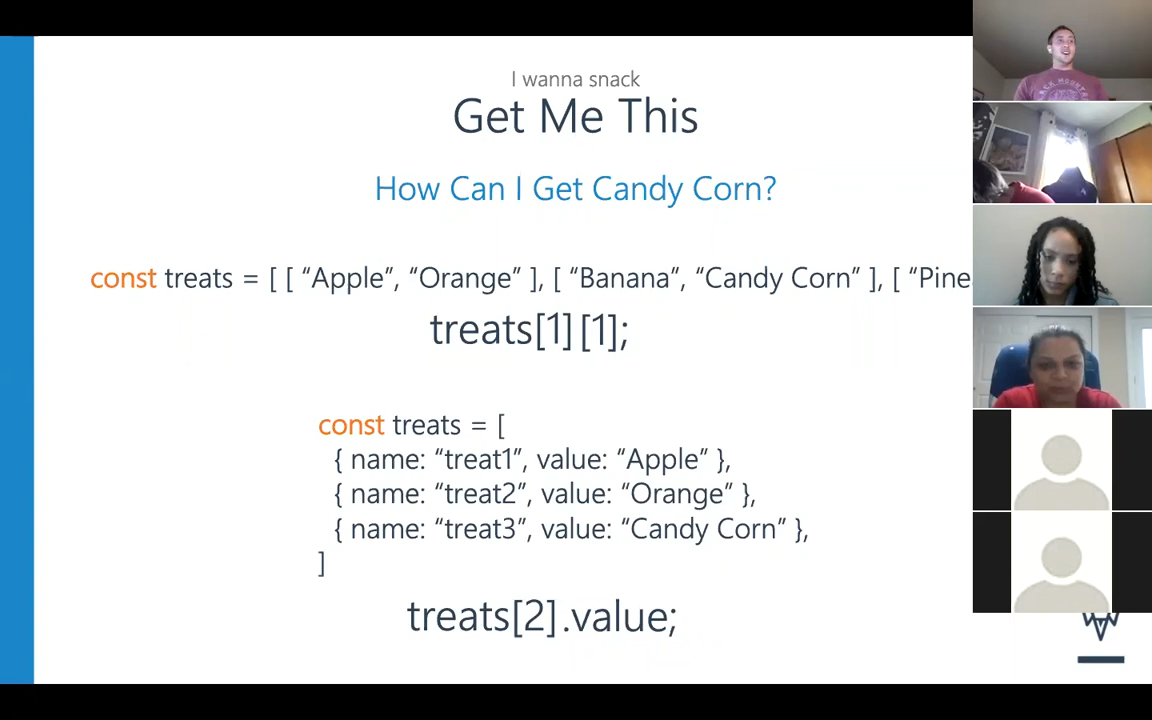 I wanna snack
Get Me This
How Can I Get Candy Corn?
const treats = [ [ “Apple”, “Orange” ], [ “Banana”, “Candy Corn” ], [ “Pine
treats[1][1];
const treats = [
{ name: “treat1”, value: “Apple” },
{ name: “treat2”, value: “Orange” },
{ name: “treat3”, value: “Candy Corn” },
]
treats[2].value;